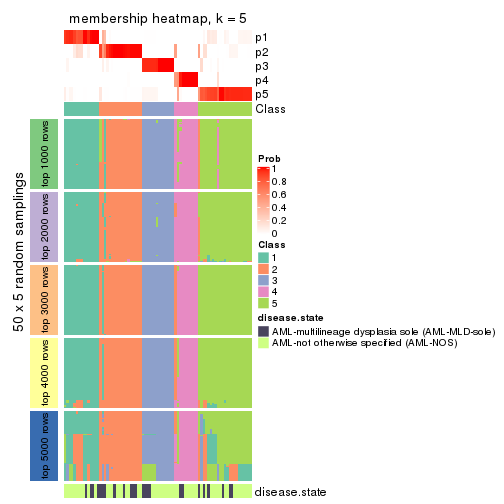 membership heatmap, k = 5
p1
p2
p3
p4
p5
Class
50 x 5 random samplings
top 1000 rows
top 2000 rows
top 3000 rows
top 4000 rows
top 5000 rows
Prob
1
0.8
0.6
0.4
0.2
0
Class
1
2
3
4
5
disease.state
AML-multilineage dysplasia sole (AML-MLD-sole)
AML-not otherwise specified (AML-NOS)
disease.state